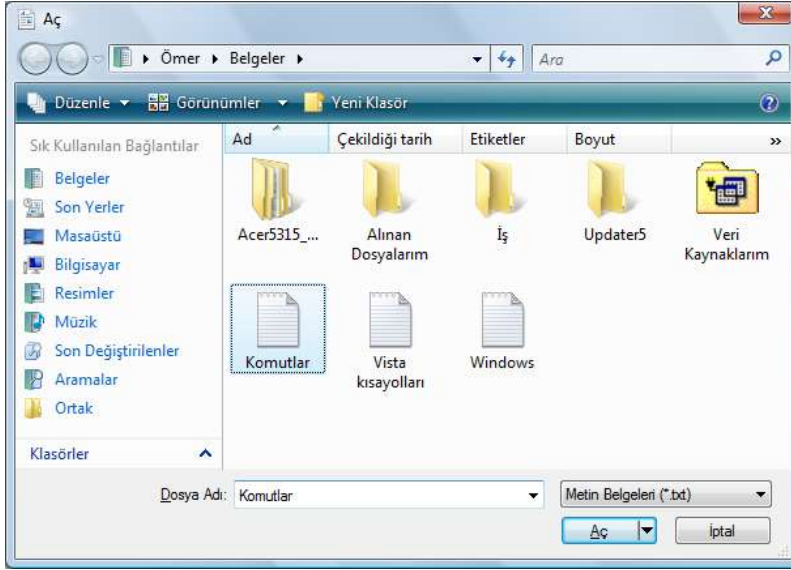 Aç
Ömer Belgeler Ara
Düzenle Görünümler Yeni Klasör
Sık Kullanılan Bağlantılar
Belgeler
Son Yerler
Masaüstü
Bilgisayar
Resimler
Müzik
Son Değiştirilenler
Aramalar
Ortak
Klasörler
Ad Çekildiği tarih Etiketler Boyut »
Acer5315_...
Alınan
Dosyalarım
İş
Updater5
Veri
Kaynaklarım
Komutlar
Vista
kısayolları
Windows
Dosya Adı: Komutlar Metin Belgeleri (*.txt)
Aç İptal